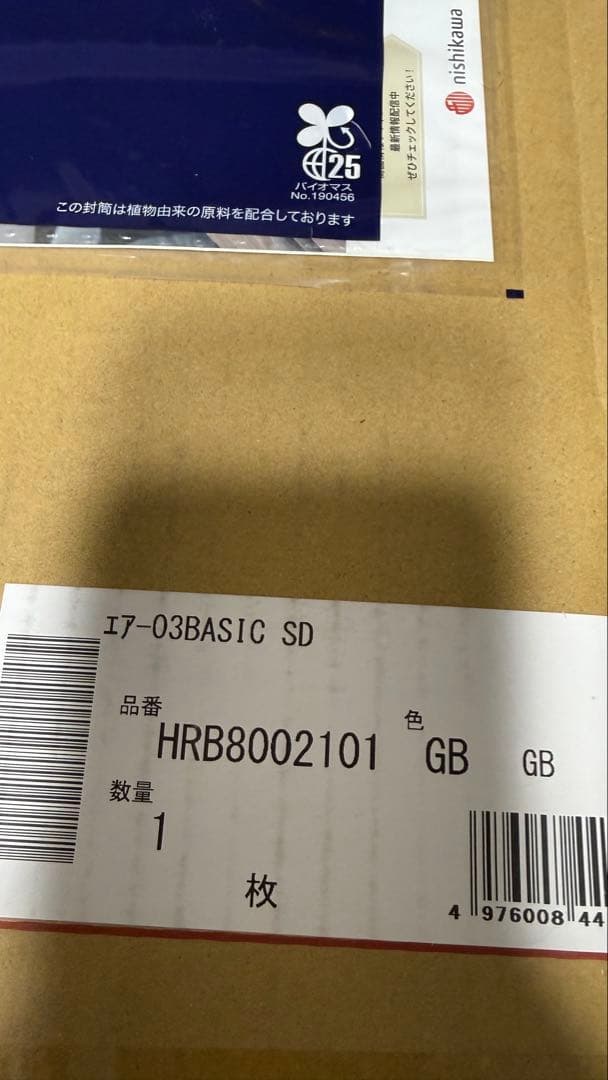 nishikawa
最新情報配信中
ぜひチェックしてください!
25
バイオマス
No.190456
この封筒は植物由来の原料を配合しております
ｴｱｰ03BASIC SD
品番
HRB8002101
色
GB
GB
数量
1
枚
4 976008 44